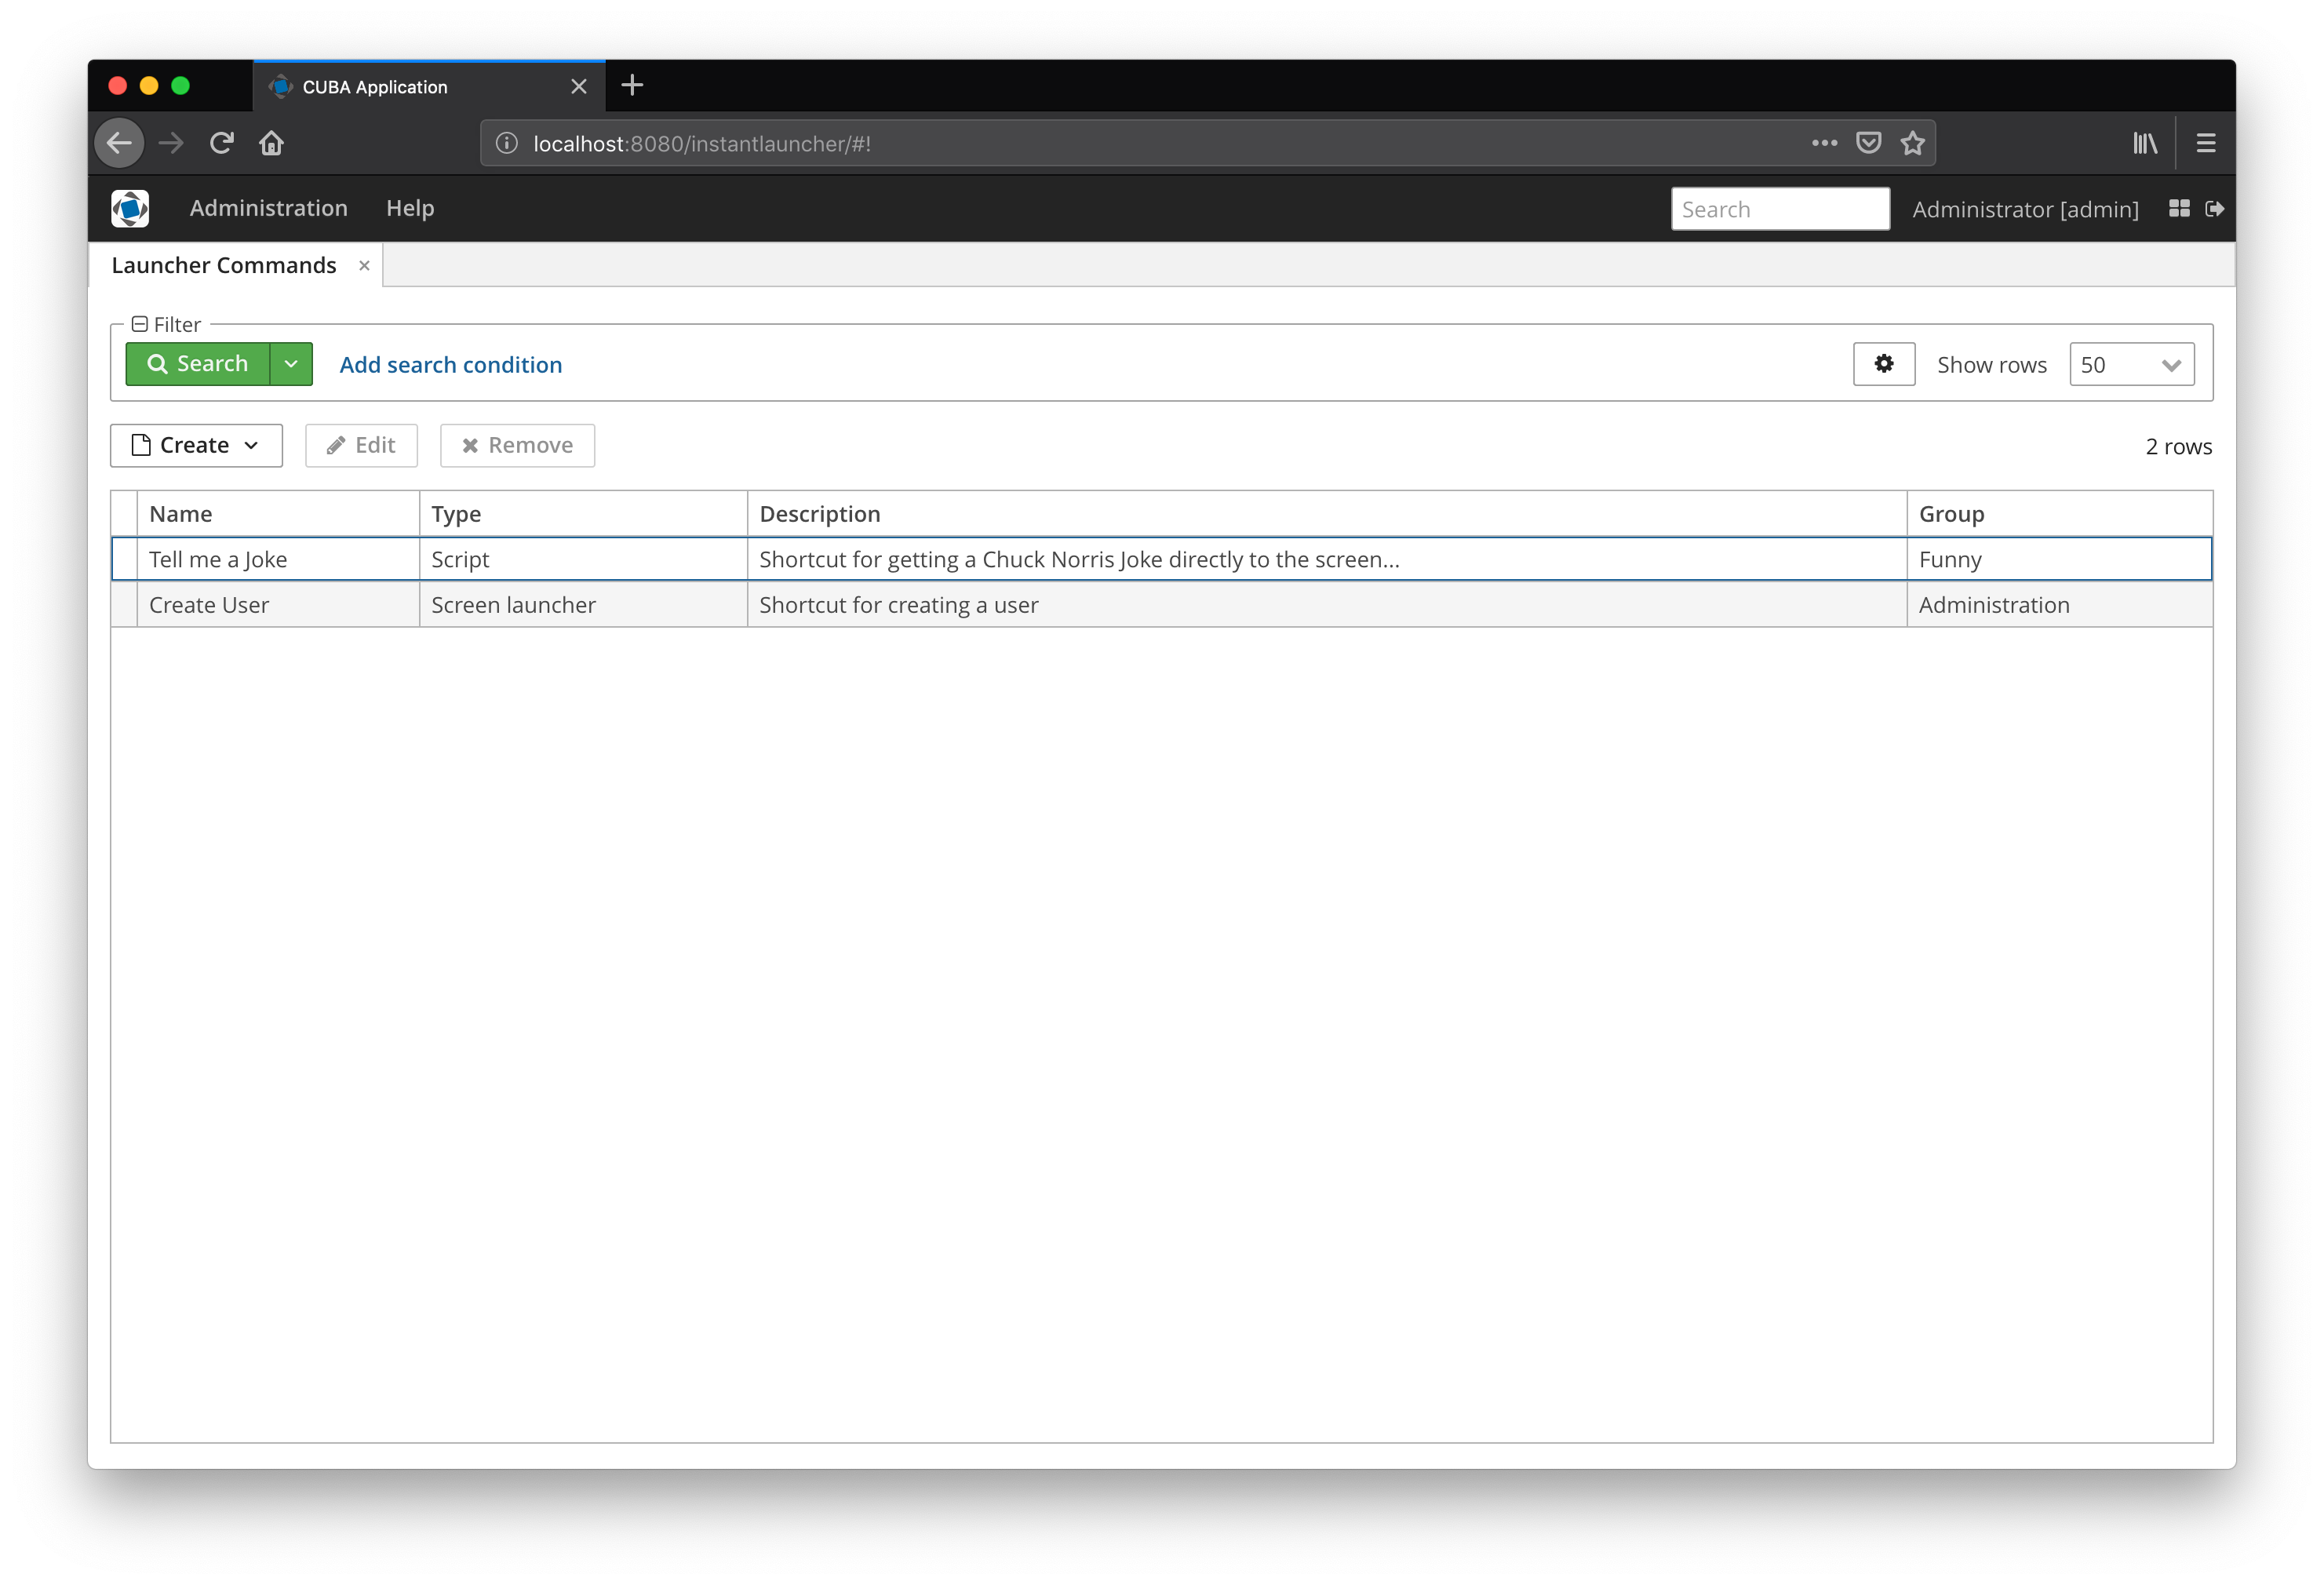 CUBA Application
localhost:8080/instantlauncher/#!
Administration Help Search Administrator [admin]
Launcher Commands
Filter
Search Add search condition Show rows 50
Create Edit Remove 2 rows
Name Type Description Group
Tell me a Joke Script Shortcut for getting a Chuck Norris Joke directly to the screen... Funny
Create User Screen launcher Shortcut for creating a user Administration